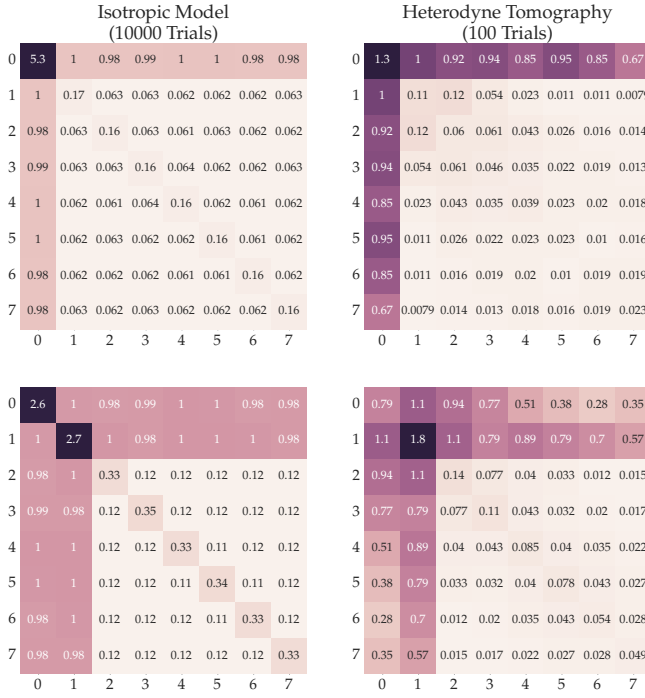 Isotropic Model
(10000 Trials)
0 5.3 1 0.98 0.99 1 1 0.98 0.98
1 1 0.17 0.063 0.063 0.062 0.062 0.062 0.063
2 0.98 0.063 0.16 0.063 0.061 0.063 0.062 0.062
3 0.99 0.063 0.063 0.16 0.064 0.062 0.062 0.063
4 1 0.062 0.061 0.064 0.16 0.062 0.061 0.062
5 1 0.062 0.063 0.062 0.062 0.16 0.061 0.062
6 0.98 0.062 0.062 0.062 0.061 0.061 0.16 0.062
7 0.98 0.063 0.062 0.063 0.062 0.062 0.062 0.16
0 1 2 3 4 5 6 7
Heterodyne Tomography
(100 Trials)
0 1.3 1 0.92 0.94 0.85 0.95 0.85 0.67
1 1 0.11 0.12 0.054 0.023 0.011 0.011 0.0079
2 0.92 0.12 0.06 0.061 0.043 0.026 0.016 0.014
3 0.94 0.054 0.061 0.046 0.035 0.022 0.019 0.013
4 0.85 0.023 0.043 0.035 0.039 0.023 0.02 0.018
5 0.95 0.011 0.026 0.022 0.023 0.023 0.01 0.016
6 0.85 0.011 0.016 0.019 0.02 0.01 0.019 0.019
7 0.67 0.0079 0.014 0.013 0.018 0.016 0.019 0.023
0 1 2 3 4 5 6 7
0 2.6 1 0.98 0.99 1 1 0.98 0.98
1 1 2.7 1 0.98 1 1 1 0.98
2 0.98 1 0.33 0.12 0.12 0.12 0.12 0.12
3 0.99 0.98 0.12 0.35 0.12 0.12 0.12 0.12
4 1 1 0.12 0.12 0.33 0.11 0.12 0.12
5 1 1 0.12 0.12 0.11 0.34 0.11 0.12
6 0.98 1 0.12 0.12 0.12 0.11 0.33 0.12
7 0.98 0.98 0.12 0.12 0.12 0.12 0.12 0.33
0 1 2 3 4 5 6 7
0 0.79 1.1 0.94 0.77 0.51 0.38 0.28 0.35
1 1.1 1.8 1.1 0.79 0.89 0.79 0.7 0.57
2 0.94 1.1 0.14 0.077 0.04 0.033 0.012 0.015
3 0.77 0.79 0.077 0.11 0.043 0.032 0.02 0.017
4 0.51 0.89 0.04 0.043 0.085 0.04 0.035 0.022
5 0.38 0.79 0.033 0.032 0.04 0.078 0.043 0.027
6 0.28 0.7 0.012 0.02 0.035 0.043 0.054 0.028
7 0.35 0.57 0.015 0.017 0.022 0.027 0.028 0.049
0 1 2 3 4 5 6 7